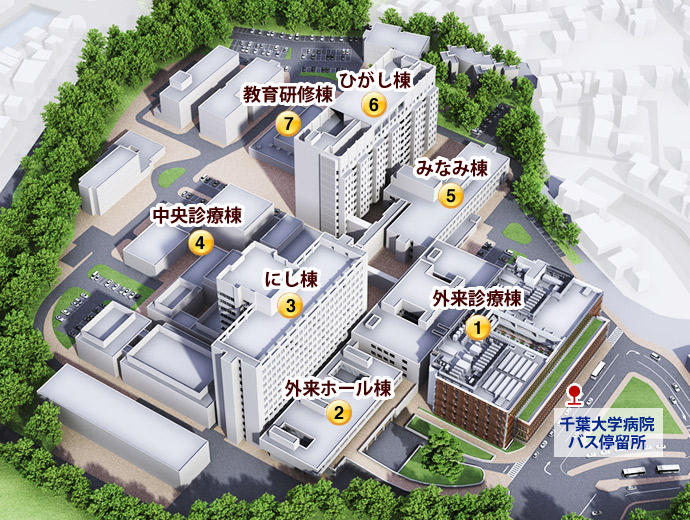 教育研修棟
7
ひがし棟
6
みなみ棟
5
中央診療棟
4
にし棟
3
外来診療棟
1
外来ホール棟
2
千葉大学病院
バス停留所